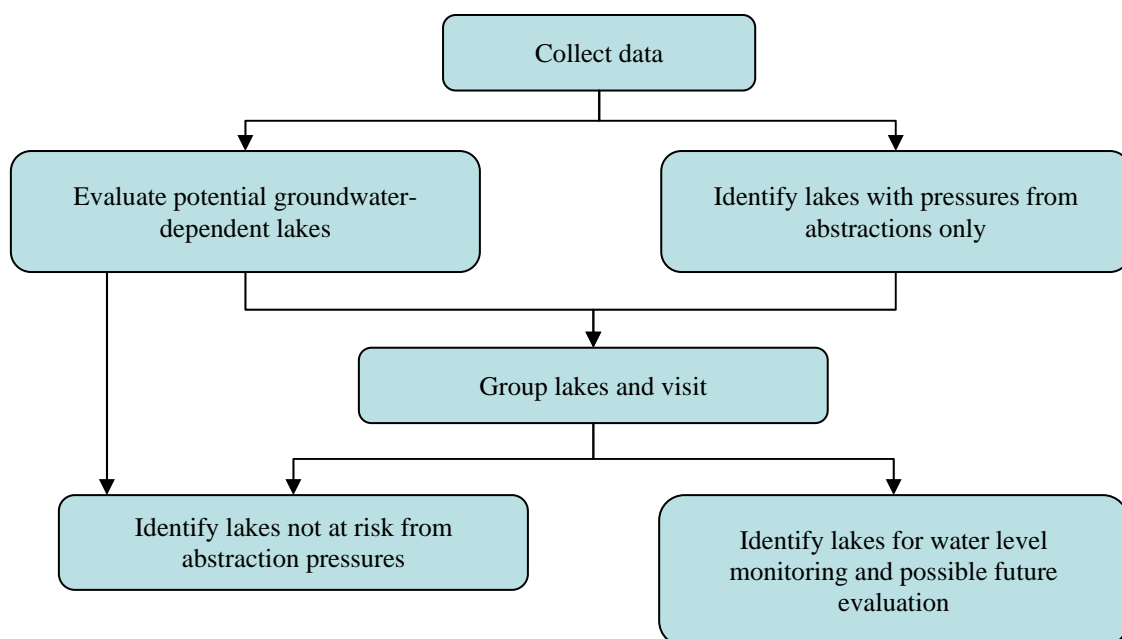 Collect data
Evaluate potential groundwater-
dependent lakes
Identify lakes with pressures from
abstractions only
Group lakes and visit
Identify lakes not at risk from
abstraction pressures
Identify lakes for water level
monitoring and possible future
evaluation